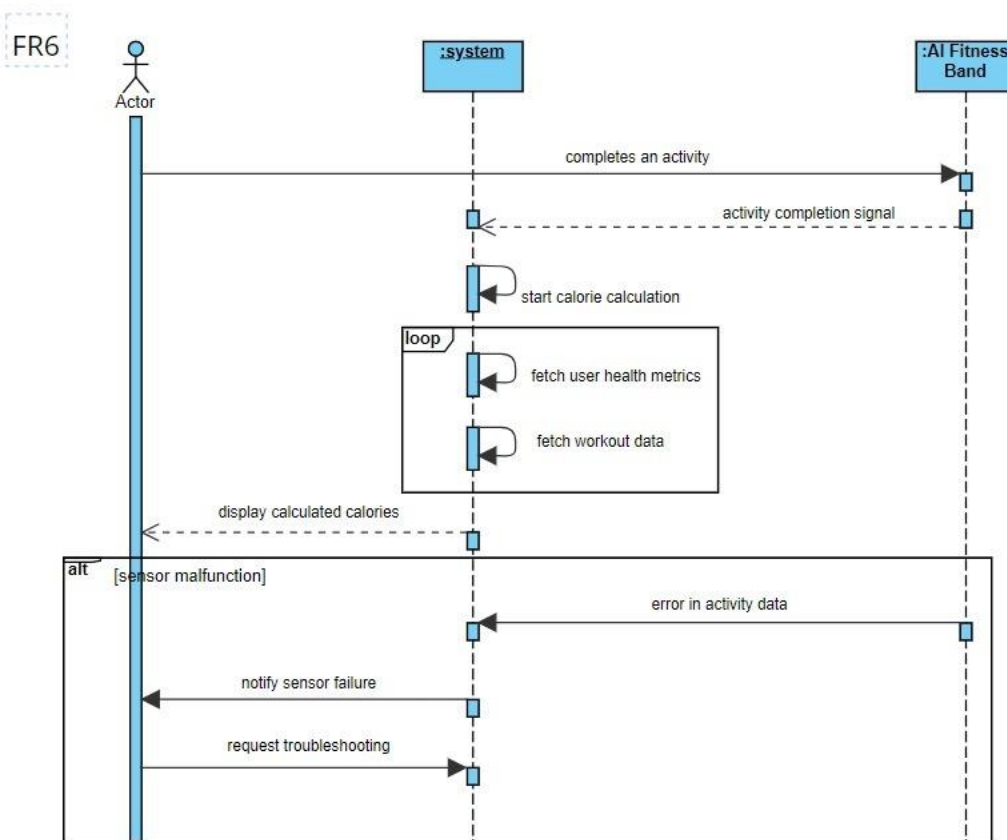 FR6
Actor
:system
:AI Fitness
Band
completes an activity
activity completion signal
start calorie calculation
loop
fetch user health metrics
fetch workout data
display calculated calories
alt
[sensor malfunction]
error in activity data
notify sensor failure
request troubleshooting